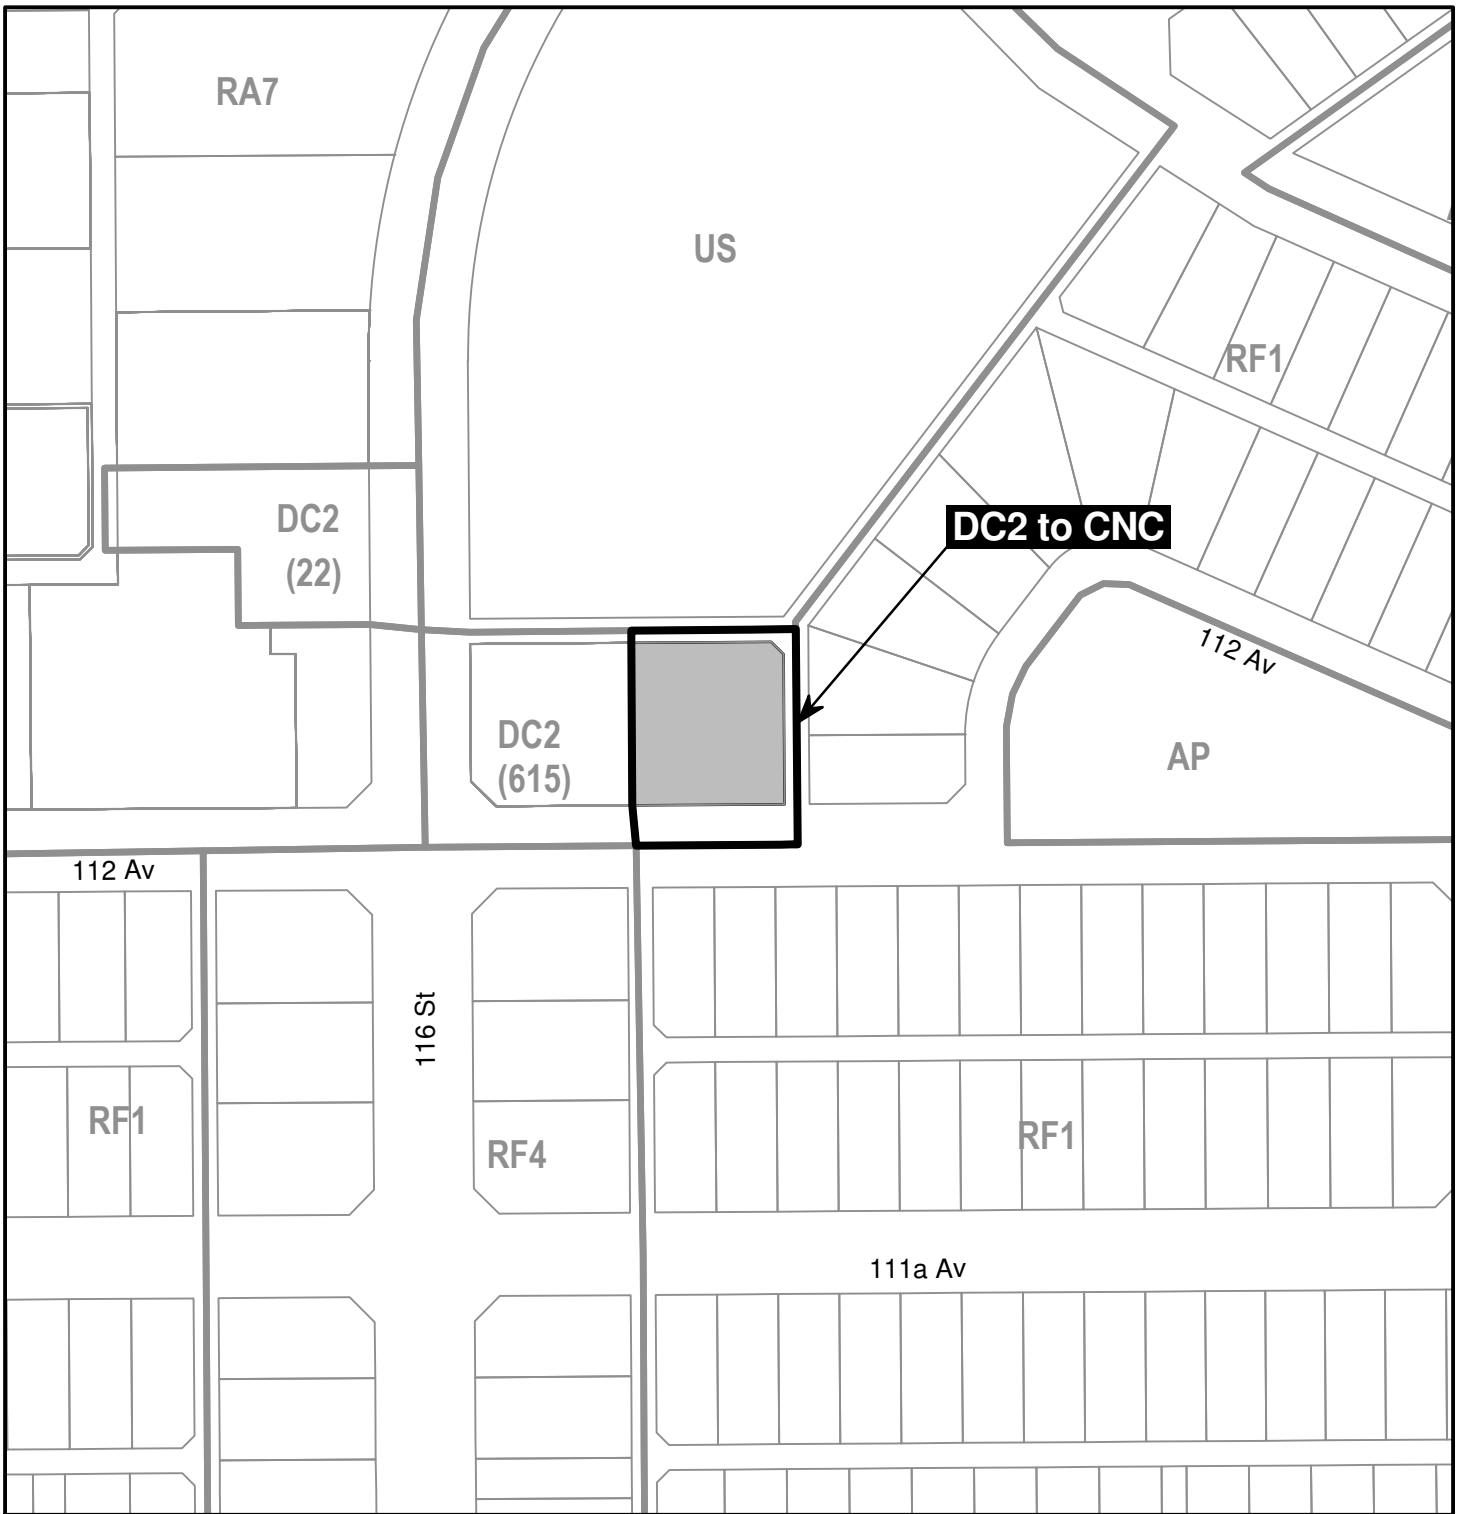 RA7
US
RF1
DC2
(22)
DC2 to CNC
112 Av
DC2
(615)
AP
112 Av
116 St
RF1
RF4
RF1
111a Av